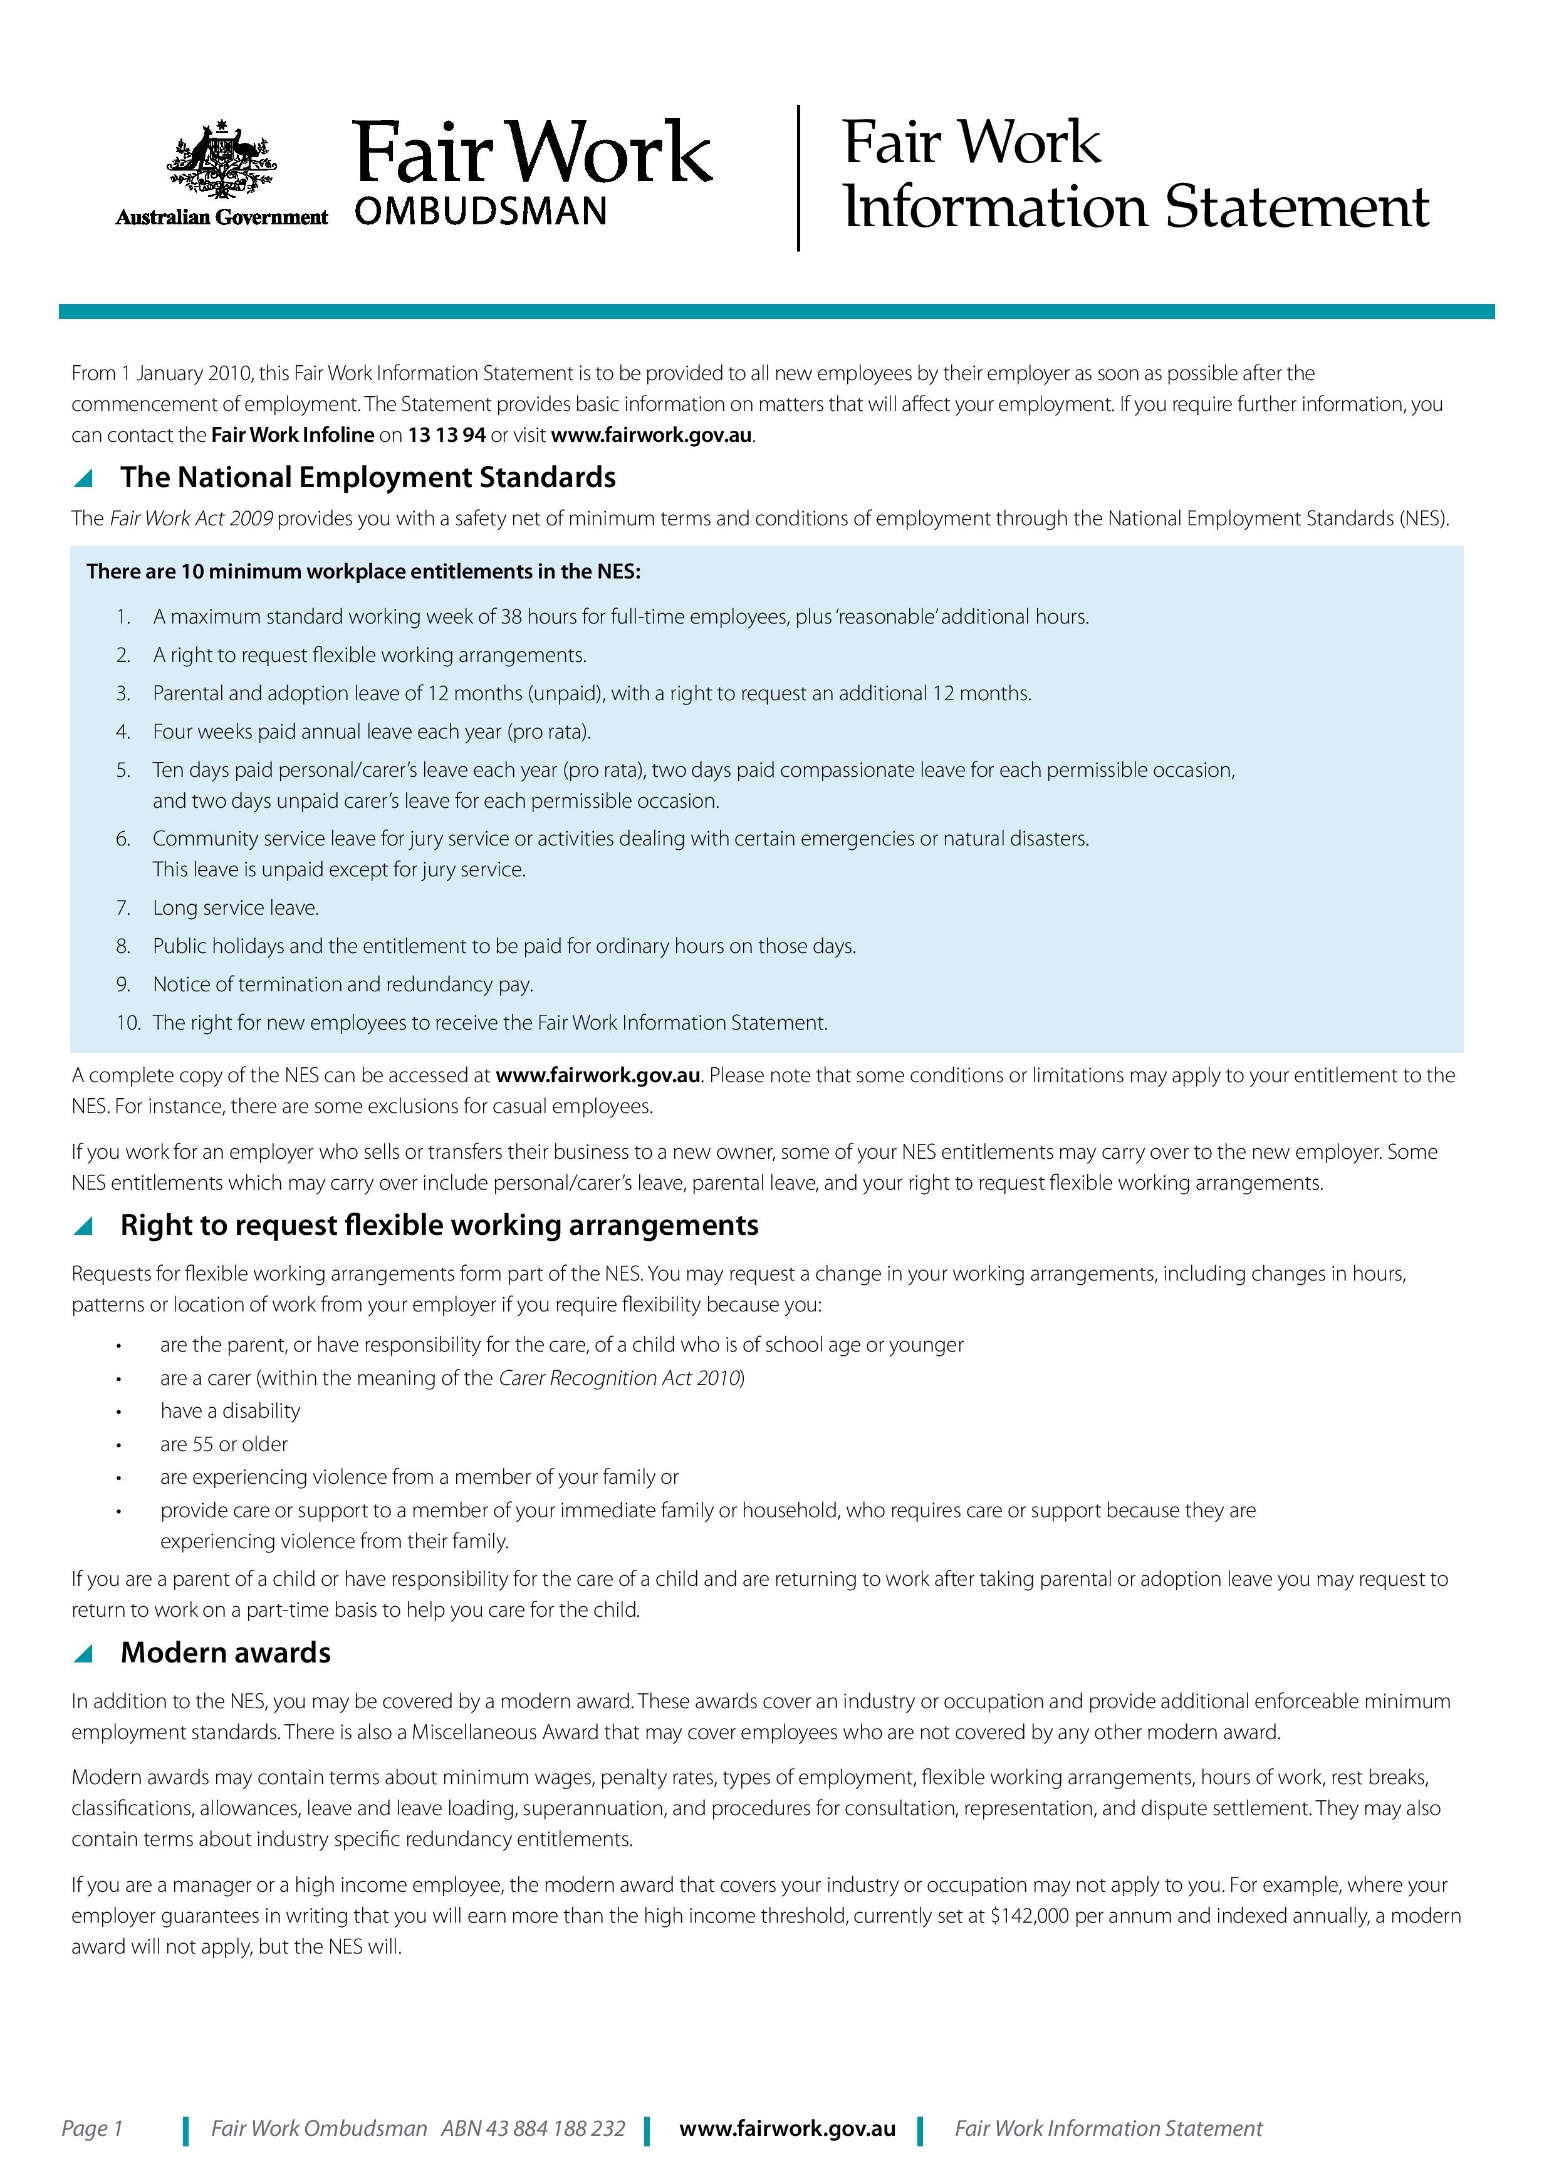 Australian Government
Fair Work
OMBUDSMAN
Fair Work
Information Statement
From 1 January 2010, this Fair Work Information Statement is to be provided to all new employees by their employer as soon as possible after the
commencement of employment. The Statement provides basic information on matters that will affect your employment. If you require further information, you
can contact the Fair Work Infoline on 13 13 94 or visit www.fairwork.gov.au.
The National Employment Standards
The Fair Work Act 2009 provides you with a safety net of minimum terms and conditions of employment through the National Employment Standards (NES).
There are 10 minimum workplace entitlements in the NES:
1. A maximum standard working week of 38 hours for full-time employees, plus ‘reasonable’ additional hours.
2. A right to request flexible working arrangements.
3. Parental and adoption leave of 12 months (unpaid), with a right to request an additional 12 months.
4. Four weeks paid annual leave each year (pro rata).
5. Ten days paid personal/carer’s leave each year (pro rata), two days paid compassionate leave for each permissible occasion,
and two days unpaid carer’s leave for each permissible occasion.
6. Community service leave for jury service or activities dealing with certain emergencies or natural disasters.
This leave is unpaid except for jury service.
7. Long service leave.
8. Public holidays and the entitlement to be paid for ordinary hours on those days.
9. Notice of termination and redundancy pay.
10. The right for new employees to receive the Fair Work Information Statement.
A complete copy of the NES can be accessed at www.fairwork.gov.au. Please note that some conditions or limitations may apply to your entitlement to the
NES. For instance, there are some exclusions for casual employees.
If you work for an employer who sells or transfers their business to a new owner, some of your NES entitlements may carry over to the new employer. Some
NES entitlements which may carry over include personal/carer’s leave, parental leave, and your right to request flexible working arrangements.
Right to request flexible working arrangements
Requests for flexible working arrangements form part of the NES. You may request a change in your working arrangements, including changes in hours,
patterns or location of work from your employer if you require flexibility because you:
• are the parent, or have responsibility for the care, of a child who is of school age or younger
• are a carer (within the meaning of the Carer Recognition Act 2010)
• have a disability
• are 55 or older
• are experiencing violence from a member of your family or
• provide care or support to a member of your immediate family or household, who requires care or support because they are
experiencing violence from their family.
If you are a parent of a child or have responsibility for the care of a child and are returning to work after taking parental or adoption leave you may request to
return to work on a part-time basis to help you care for the child.
Modern awards
In addition to the NES, you may be covered by a modern award. These awards cover an industry or occupation and provide additional enforceable minimum
employment standards. There is also a Miscellaneous Award that may cover employees who are not covered by any other modern award.
Modern awards may contain terms about minimum wages, penalty rates, types of employment, flexible working arrangements, hours of work, rest breaks,
classifications, allowances, leave and leave loading, superannuation, and procedures for consultation, representation, and dispute settlement. They may also
contain terms about industry specific redundancy entitlements.
If you are a manager or a high income employee, the modern award that covers your industry or occupation may not apply to you. For example, where your
employer guarantees in writing that you will earn more than the high income threshold, currently set at $142,000 per annum and indexed annually, a modern
award will not apply, but the NES will.
Page 1 Fair Work Ombudsman ABN 43 884 188 232 www.fairwork.gov.au Fair Work Information Statement